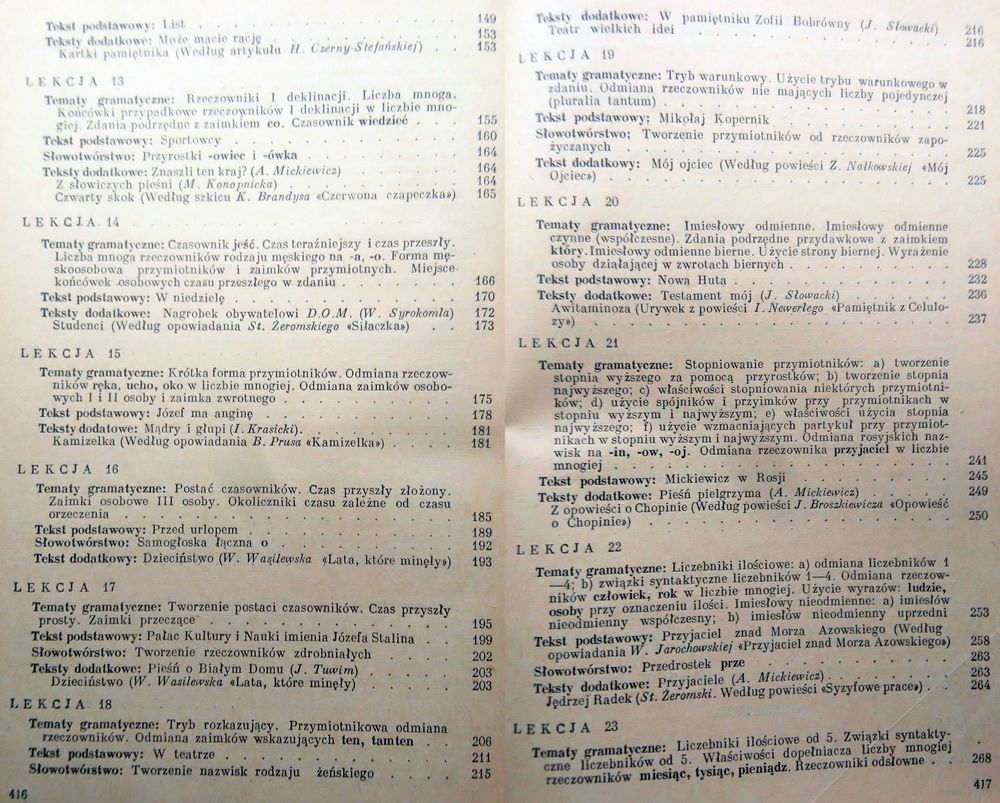 Tekst podstawowy: List . . . 149
Teksty dodatkowe: Może macie rację . . . 153
Kartki pamiętnika (Według artykułu H. Czerny-Stefańskiej) . . 153
LEKCJA 13
Tematy gramatyczne: Rzeczowniki I deklinacji. Liczba mnoga.
Końcówki przypadkowe rzeczowników I deklinacji w liczbie mno-
giej. Zdania podrzędne z zaimkiem co. Czasownik wiedzieć . . . 155
Tekst podstawowy: Sportowcy . . . 160
Słowotwórstwo: Przyrostki -owiec i -ówka . . . 164
Teksty dodatkowe: Znaszli ten kraj? (A. Mickiewicz) . . . 164
Z słowiczych pieśni (M. Konopnicka) . . . 164
Czwarty skok (Według szkicu K. Brandysa «Czerwona czapeczka») 165
LEKCJA 14
Tematy gramatyczne: Czasownik jeść. Czas teraźniejszy i czas przeszły.
Liczba mnoga rzeczowników rodzaju męskiego na -a, -o. Forma mę-
skoosobowa przymiotników i zaimków przymiotnych. Miejsce
końcówek osobowych czasu przeszłego w zdaniu . . . 166
Tekst podstawowy: W niedzielę . . . 170
Teksty dodatkowe: Nagrobek obywatelowi D.O.M. (W. Syrokomla) 172
Studenci (Według opowiadania St. Żeromskiego «Siłaczka») . . 173
LEKCJA 15
Tematy gramatyczne: Krótka forma przymiotników. Odmiana rzeczow-
ników ręka, ucho, oko w liczbie mnogiej. Odmiana zaimków osobo-
wych I i II osoby i zaimka zwrotnego . . . 175
Tekst podstawowy: Józef ma anginę . . . 178
Teksty dodatowe: Mądry i głupi (I. Krasicki). . . . 181
Kamizelka (Według opowiadania B. Prusa «Kamizelka») . . . . 181
LEKCJA 16
Tematy gramatyczne: Postać czasowników. Czas przyszły złożony.
Zaimki osobowe III osoby. Okoliczniki czasu zależne od czasu
orzeczenia . . . 185
Tekst podstawowy: Przed urlopem . . . 189
Słowotwórstwo: Samogłoska łączna o . . . 192
Tekst dodatkowy: Dzieciństwo (W. Wasilewska «Lata, które minęły») 193
LEKCJA 17
Tematy gramatyczne: Tworzenie postaci czasowników. Czas przyszły
prosty. Zaimki przeczące . . . 195
Tekst podstawowy: Pałac Kultury i Nauki imienia Józefa Stalina . 199
Słowotwórstwo: Tworzenie rzeczowników zdrobniałych . . . 202
Teksty dodatkowe: Pieśń o Białym Domu (J. Tuwim) . . . 203
Dzieciństwo (W. Wasilewska «Lata, które minęły) . . . 203
LEKCJA 18
Tematy gramatyczne: Tryb rozkazujący. Przymiotnikowa odmiana
rzeczowników. Odmiana zaimków wskazujących ten, tamten . . 206
Tekst podstawowy: W teatrze . . . 211
Słowotwórstwo: Tworzenie nazwisk rodzaju żeńskiego . . . 215
416
Teksty dodatkowe: W pamiętniku Zofii Bobrówny (J. Słowacki) 216
Teatr wielkich idei . . . 216
LEKCJA 19
Tematy gramatyczne: Tryb warunkowy. Użycie trybu warunkowego w
zdaniu. Odmiana rzeczowników nie mających liczby pojedynczej
(pluralia tantum) . . . 218
Tekst podstawowy: Mikołaj Kopernik . . . 221
Słowotwórstwo: Tworzenie przymiotników od rzeczowników zapo-
życzanych . . . 225
Tekst dodatkowy: Mój ojciec (Według powieści Z. Nałkowskiej «Mój
Ojciec») . . . 225
LEKCJA 20
Tematy gramatyczne: Imiesłowy odmienne. Imiesłowy odmienne
czynne (współczesne). Zdania podrzędne przydawkowe z zaimkiem
który. Imiesłowy odmienne bierne. Użycie strony biernej. Wyrażenie
osoby działającej w zwrotach biernych . . . 228
Tekst podstawowy: Nowa Huta . . . 232
Teksty dodatkowe: Testament mój (J. Słowacki) . . . 236
Awitaminoza (Urywek z powieści I. Newerłego «Pamiętnik z Celulo-
zy») . . . 237
LEKCJA 21
Tematy gramatyczne: Stopniowanie przymiotników: a) tworzenie
stopnia wyższego za pomocą przyrostków; b) tworzenie stopnia
najwyższego; c) właściwości stopniowania niektórych przymiotni-
ków; d) użycie spójników i przyimków przy przymiotnikach w
stopniu wyższym i najwyższym; e) właściwości użycia stopnia
najwyższego; f) użycie wzmacniających partykuł przy przymiot-
nikach w stopniu wyższym i najwyższym. Odmiana rosyjskich naz-
wisk na -in, -ow, -oj. Odmiana rzeczownika przyjaciel w liczbie
mnogiej . . . 241
Tekst podstawowy: Mickiewicz w Rosji . . . 245
Teksty dodatkowe: Pieśń pielgrzyma (A. Mickiewicz) . . . 249
Z opowieści o Chopinie (Według powieści J. Broszkiewicza «Opowieść
o Chopinie») . . . 250
LEKCJA 22
Tematy gramatyczne: Liczebniki ilościowe: a) odmiana liczebników 1
—4; b) związki syntaktyczne liczebników 1—4. Odmiana rzeczow-
ników człowiek, rok w liczbie mnogiej. Użycie wyrazów: ludzie,
osoby przy oznaczeniu ilości. Imiesłowy nieodmienne: a) imiesłów
nieodmienny współczesny; b) imiesłów nieodmienny uprzedni 253
Tekst podstawowy: Przyjaciel znad Morza Azowskiego (Według
opowiadania W. Jarochowskiej «Przyjaciel znad Morza Azowskiego») 258
Słowotwórstwo: Przedrostek prze . . . 263
Teksty dodatkowe: Przyjaciele (A. Mickiewicz) . . . 263
Jędrzej Radek (St. Żeromski. Według powieści «Syzyfowe prace») . . 264
LEKCJA 23
Tematy gramatyczne: Liczebniki ilościowe od 5. Związki syntakty-
czne liczebników od 5. Właściwości dopełniacza liczby mnogiej
rzeczowników miesiąc, tysiąc, pieniądz. Rzeczowniki odsłowne . . 268
417